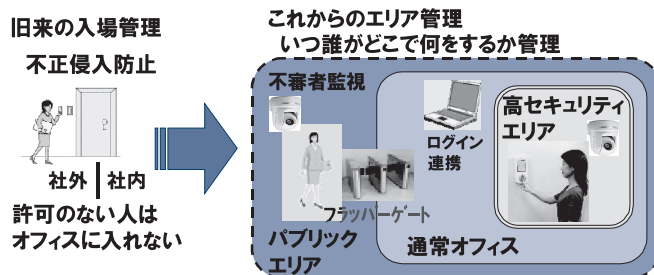 旧来の入場管理
不正侵入防止
社外 社内
許可のない人は
オフィスに入れない
これからのエリア管理
いつ誰がどこで何をするか管理
不審者監視
フラッパーゲート
パブリック
エリア
ログイン
連携
通常オフィス
高セキュリティ
エリア